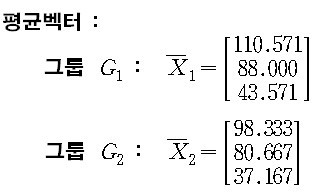 평균벡터 :
그룹 G₁ : X̅₁ = [110.571
88.000
43.571]
그룹 G₂ : X̅₂ = [98.333
80.667
37.167]